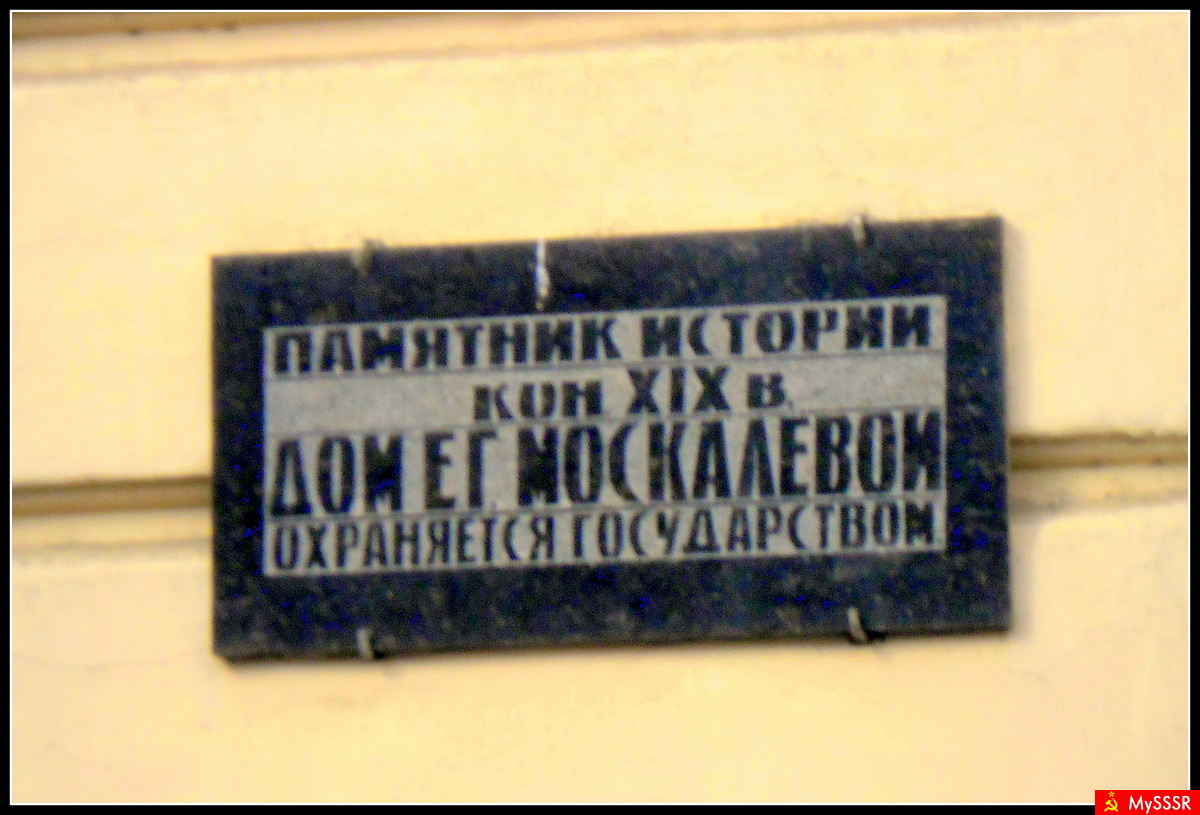 ПАМЯТНИК ИСТОРИИ
КОН XIX В.
ДОМ Е.Г. МОСКАЛЕВОЙ
ОХРАНЯЕТСЯ ГОСУДАРСТВОМ
MySSSR